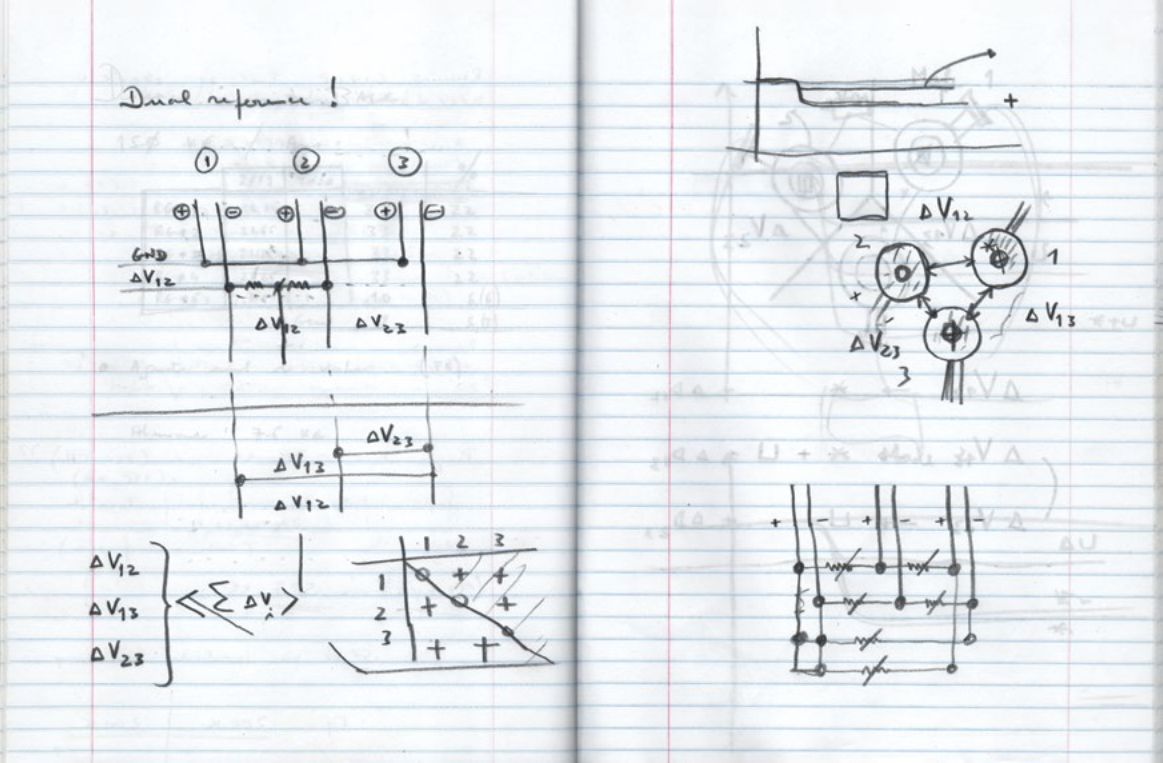 Dual reference !
① ② ③
⊕ ⊖ ⊕ ⊖ ⊕ ⊖
GND
ΔV12
ΔV12 ΔV23
ΔV23
ΔV13
ΔV12
ΔV12
ΔV13
ΔV23
< Σ ΔVi >
1 2 3
1 + +
2 + +
3 + +
+
ΔV12
2
1
+
-
ΔV13
ΔV23
3
+ - + - + -